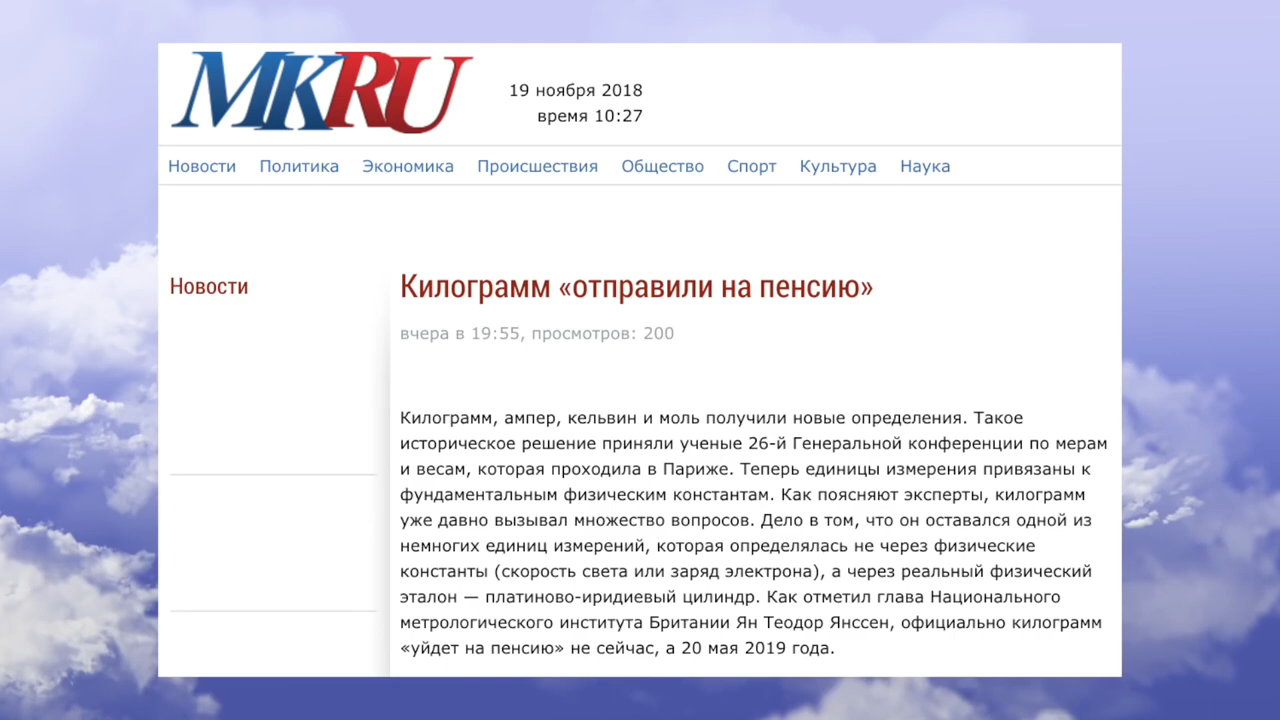 MKRU
19 ноября 2018
время 10:27
Новости Политика Экономика Происшествия Общество Спорт Культура Наука
Новости
Килограмм «отправили на пенсию»
вчера в 19:55, просмотров: 200
Килограмм, ампер, кельвин и моль получили новые определения. Такое
историческое решение приняли ученые 26-й Генеральной конференции по мерам
и весам, которая проходила в Париже. Теперь единицы измерения привязаны к
фундаментальным физическим константам. Как поясняют эксперты, килограмм
уже давно вызывал множество вопросов. Дело в том, что он оставался одной из
немногих единиц измерений, которая определялась не через физические
константы (скорость света или заряд электрона), а через реальный физический
эталон — платиново-иридиевый цилиндр. Как отметил глава Национального
метрологического института Британии Ян Теодор Янссен, официально килограмм
«уйдет на пенсию» не сейчас, а 20 мая 2019 года.